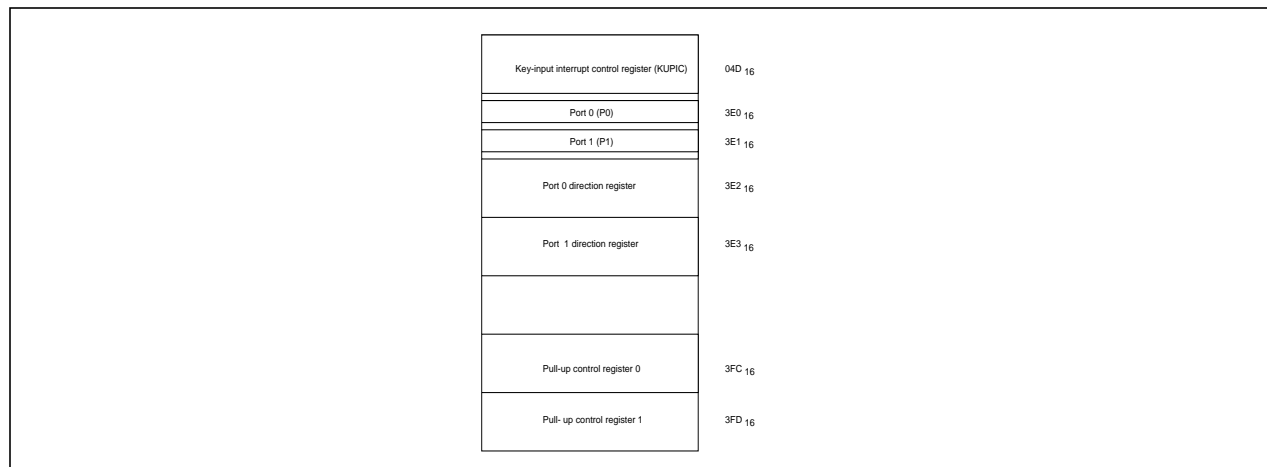 Key-input interrupt control register (KUPIC) 04D 16
Port 0 (P0) 3E0 16
Port 1 (P1) 3E1 16
Port 0 direction register 3E2 16
Port 1 direction register 3E3 16
Pull-up control register 0 3FC 16
Pull- up control register 1 3FD 16